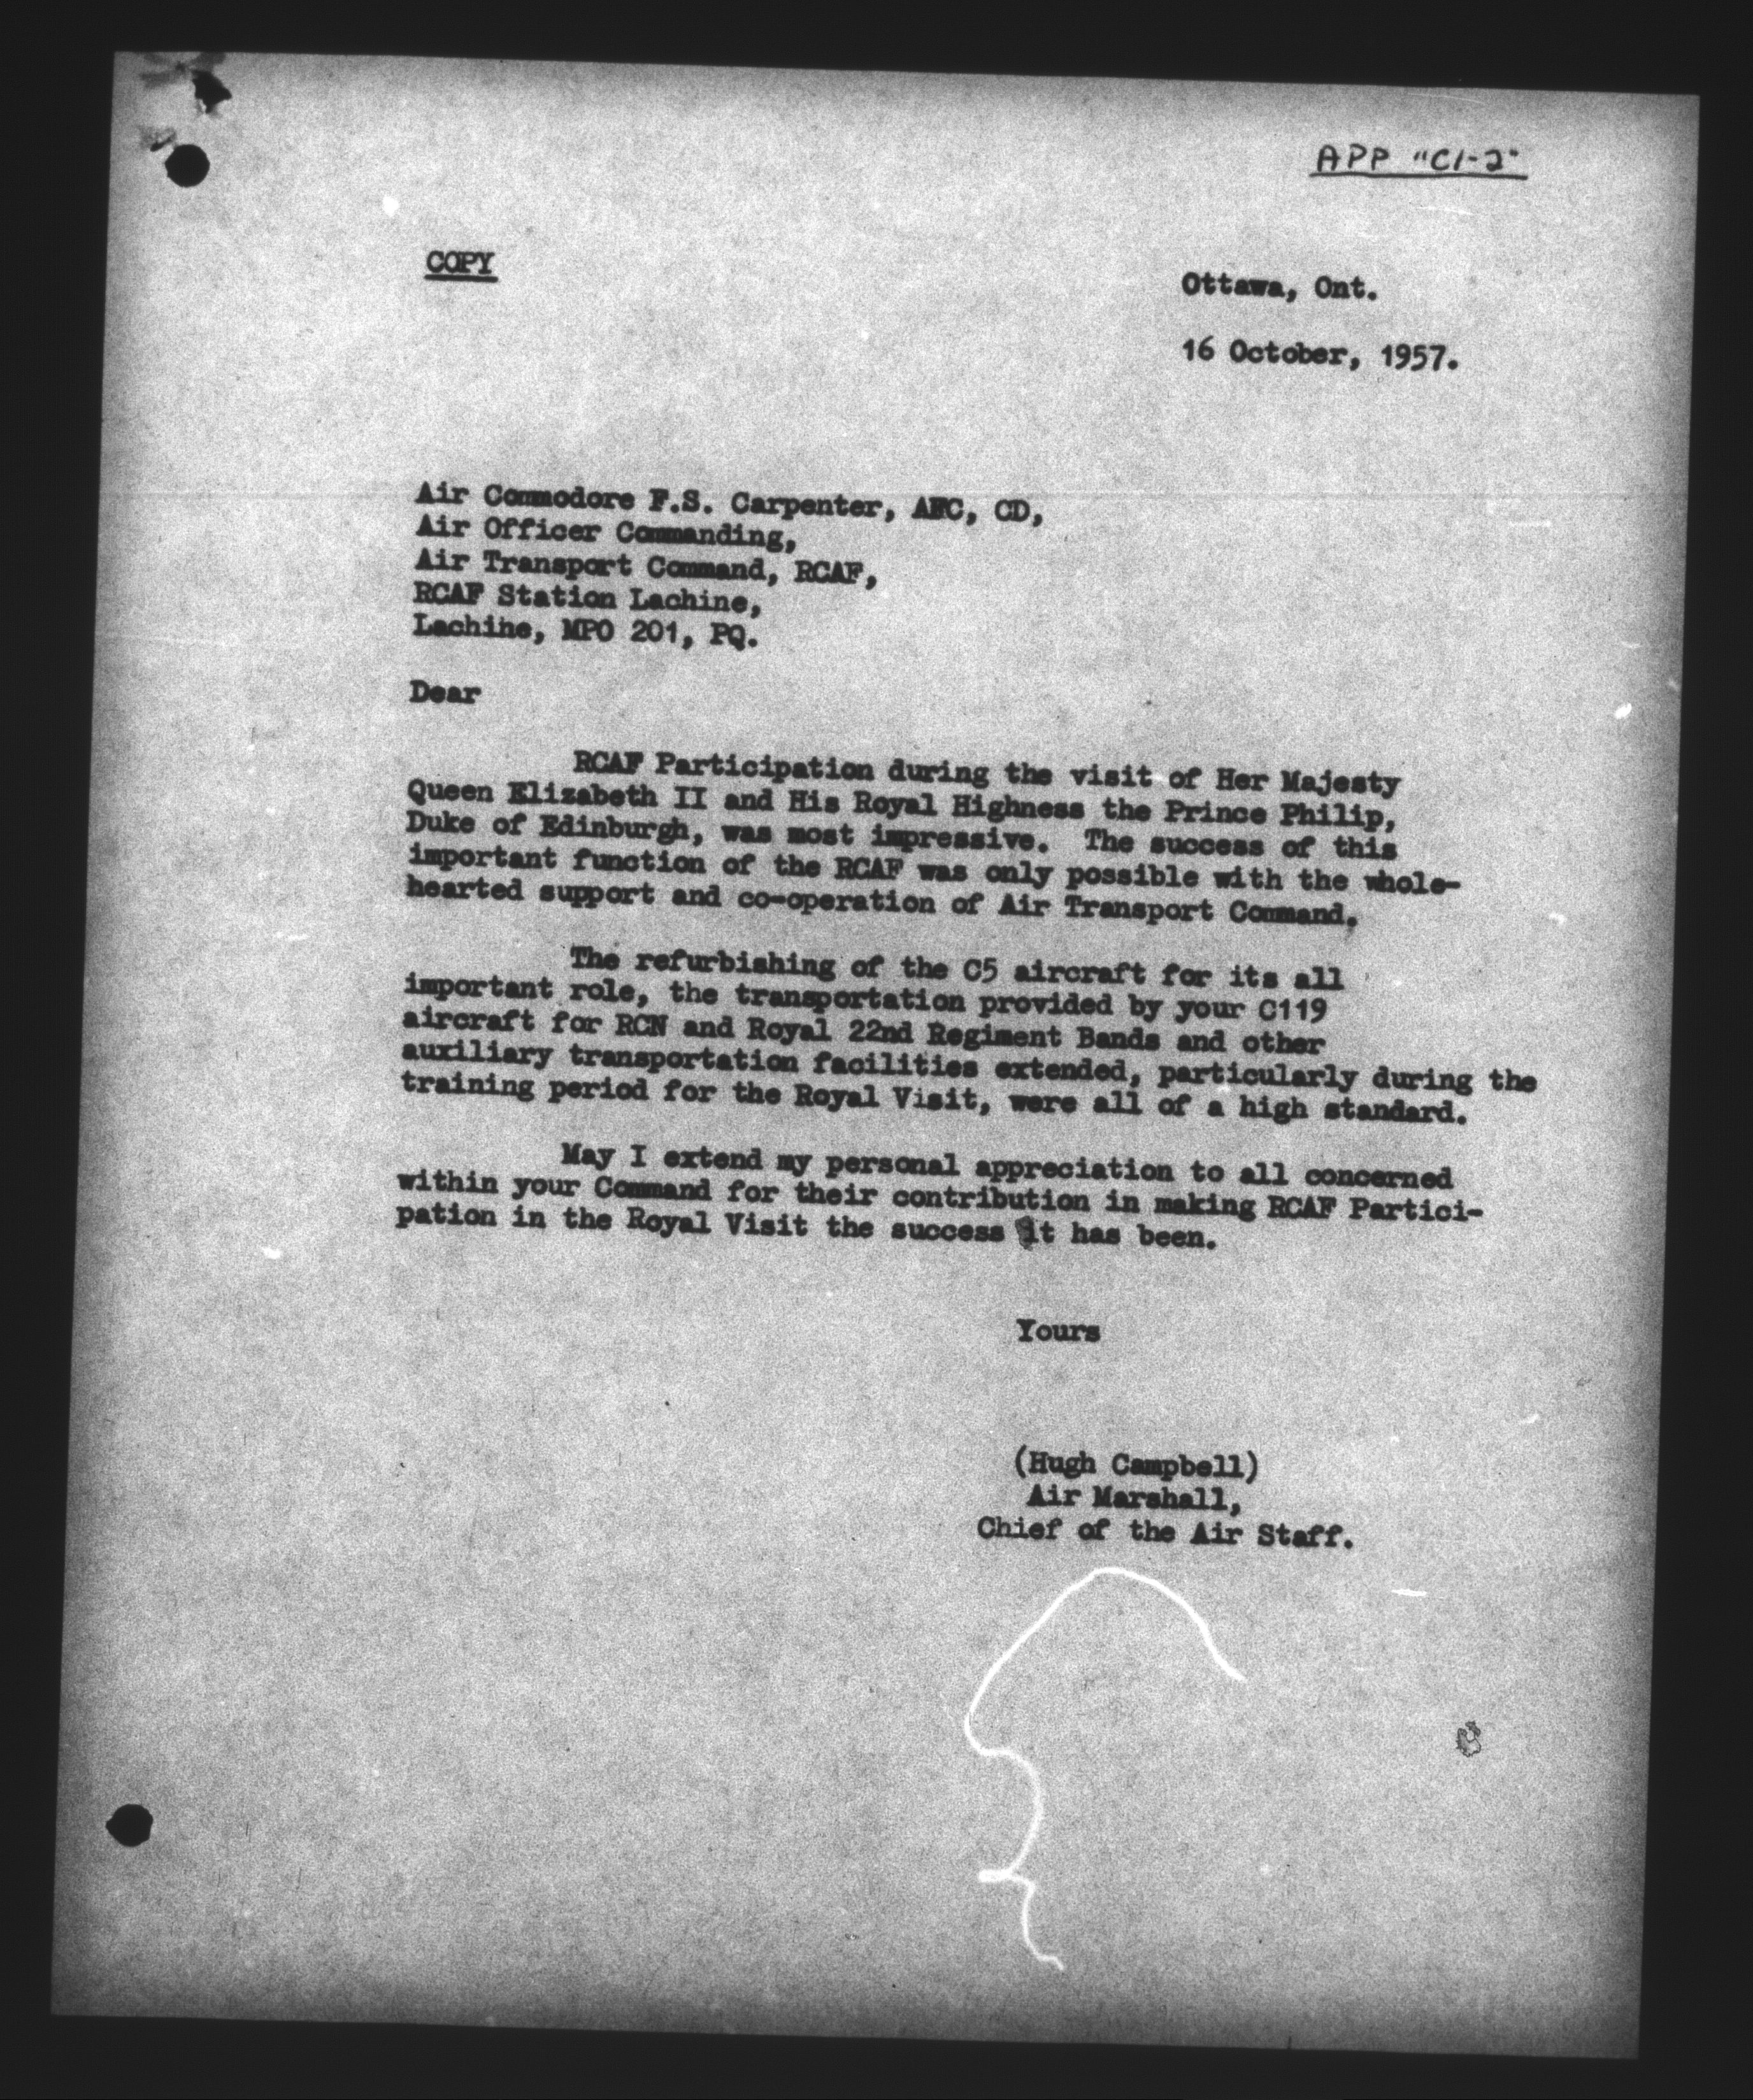 APP "C1-2"
COPY
Ottawa, Ont.
16 October, 1957.
Air Commodore F.S. Carpenter, AFC, CD,
Air Officer Commanding,
Air Transport Command, RCAF,
RCAF Station Lachine,
Lachine, MPO 201, PQ.
Dear
RCAF Participation during the visit of Her Majesty
Queen Elizabeth II and His Royal Highness the Prince Philip,
Duke of Edinburgh, was most impressive. The success of this
important function of the RCAF was only possible with the whole-
hearted support and co-operation of Air Transport Command.
The refurbishing of the C5 aircraft for its all
important role, the transportation provided by your C119
aircraft for RCN and Royal 22nd Regiment Bands and other
auxiliary transportation facilities extended, particularly during the
training period for the Royal Visit, were all of a high standard.
May I extend my personal appreciation to all concerned
within your Command for their contribution in making RCAF Partici-
pation in the Royal Visit the success it has been.
Yours
(Hugh Campbell)
Air Marshall,
Chief of the Air Staff.